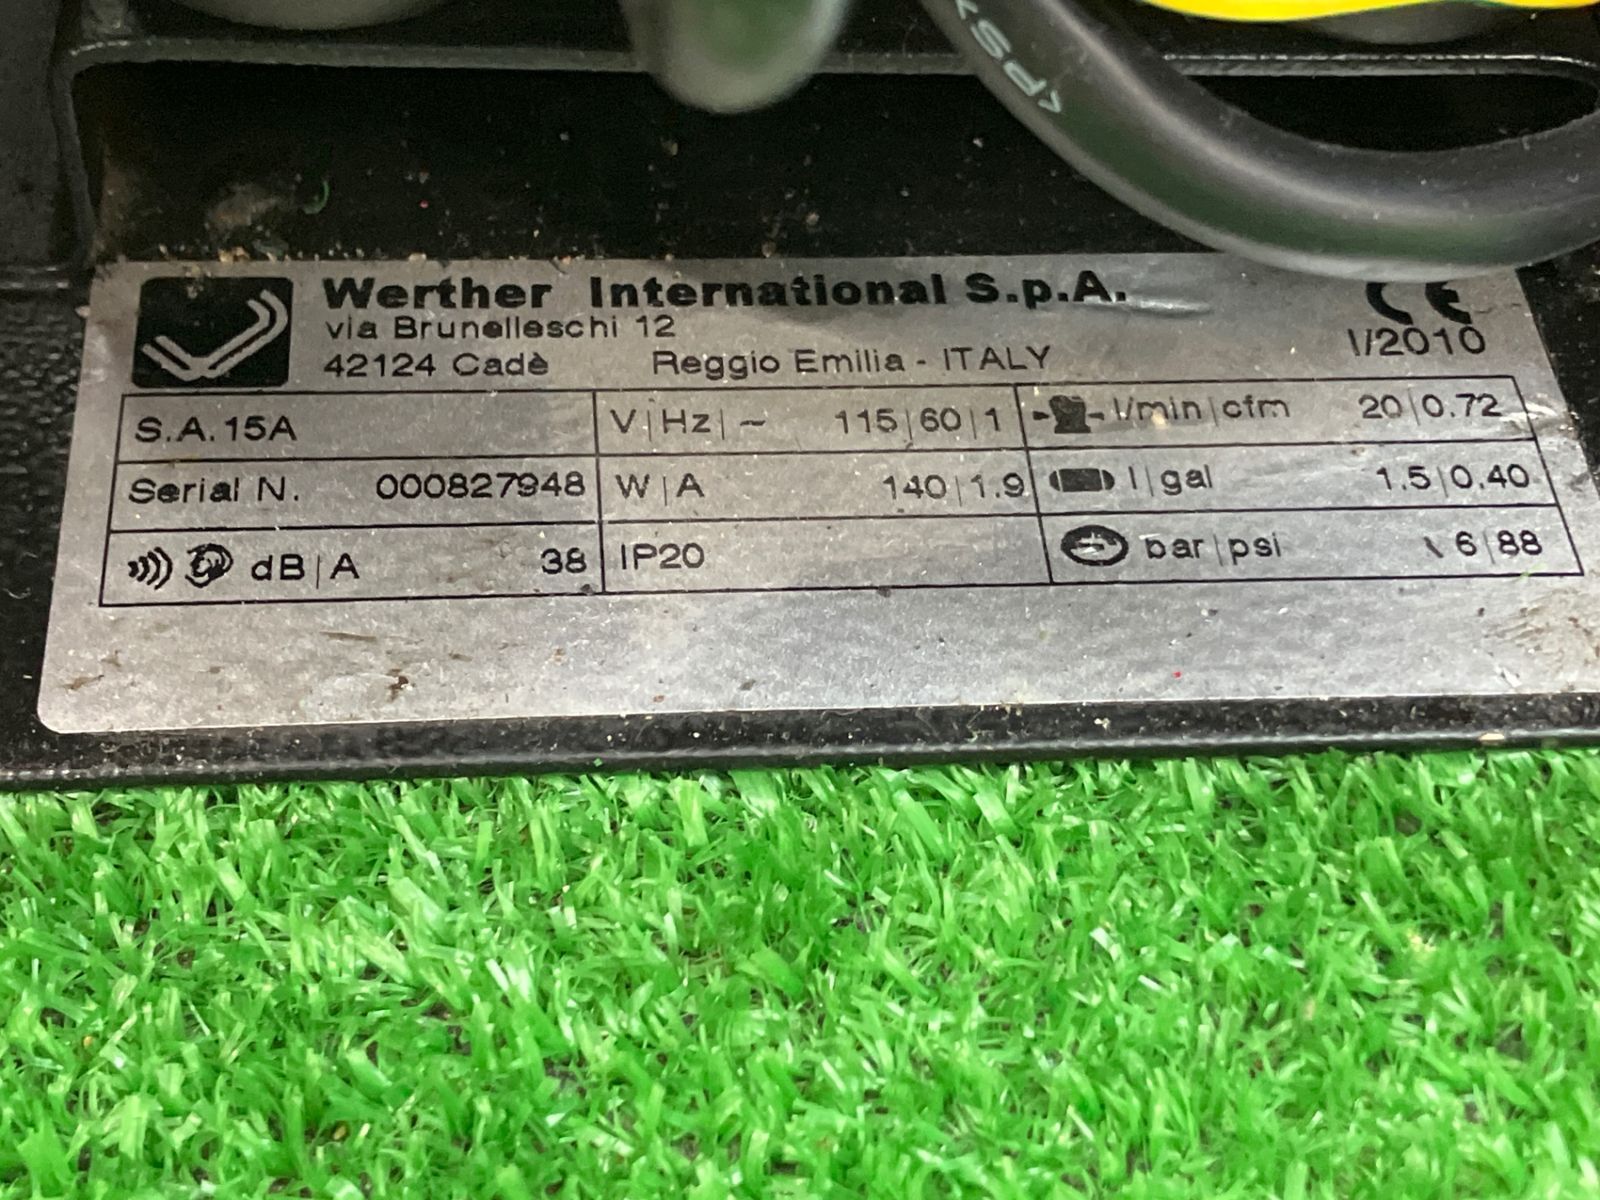 <PS>
Werther International S.p.A.
CE
via Brunelleschi 12
I/2010
42124 Cadè Reggio Emilia - ITALY
S.A.15A V|Hz|~ 115|60|1 l/min|cfm 20|0.72
Serial N. 000827948 W|A 140|1.9 l|gal 1.5|0.40
dB|A 38 IP20 bar|psi 6|88